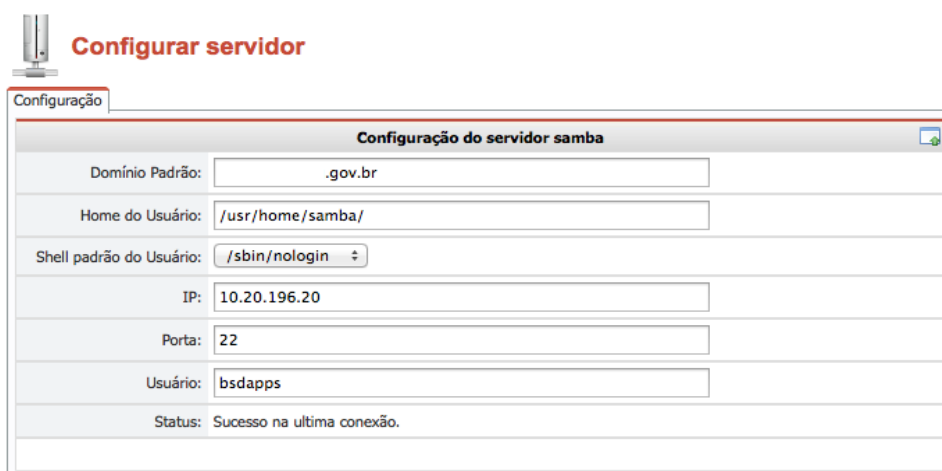 Configurar servidor
Configuração
Configuração do servidor samba
Domínio Padrão: .gov.br
Home do Usuário: /usr/home/samba/
Shell padrão do Usuário: /sbin/nologin
IP: 10.20.196.20
Porta: 22
Usuário: bsdapps
Status: Sucesso na ultima conexão.